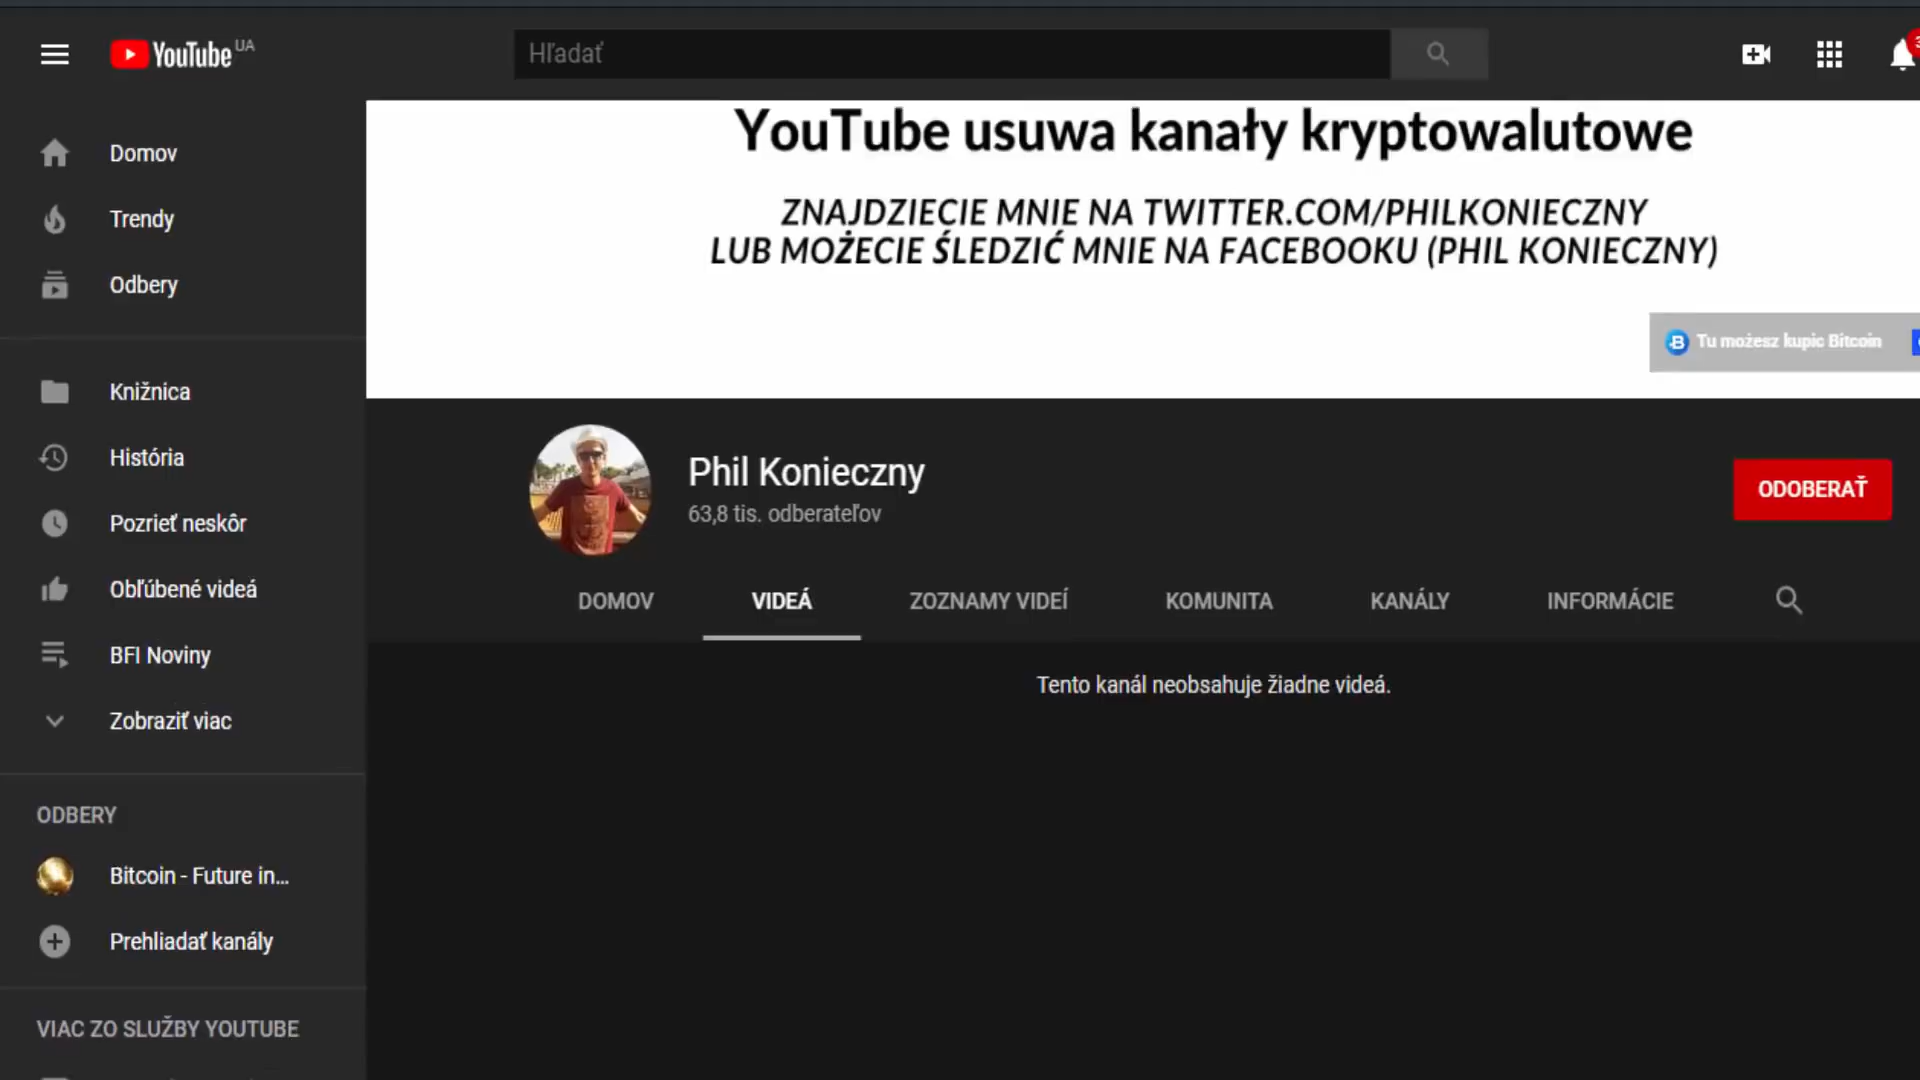 YouTube UA
Hľadať
3
Domov
Trendy
Odbery
Knižnica
História
Pozrieť neskôr
Obľúbené videá
BFI Noviny
Zobraziť viac
ODBERY
Bitcoin - Future in...
Prehliadať kanály
VIAC ZO SLUŽBY YOUTUBE
YouTube usuwa kanały kryptowalutowe
ZNAJDZIECIE MNIE NA TWITTER.COM/PHILKONIECZNY
LUB MOŻECIE ŚLEDZIĆ MNIE NA FACEBOOKU (PHIL KONIECZNY)
Tu możesz kupic Bitcoin
Phil Konieczny
63,8 tis. odberateľov
ODOBERAŤ
DOMOV VIDEÁ ZOZNAMY VIDEÍ KOMUNITA KANÁLY INFORMÁCIE
Tento kanál neobsahuje žiadne videá.